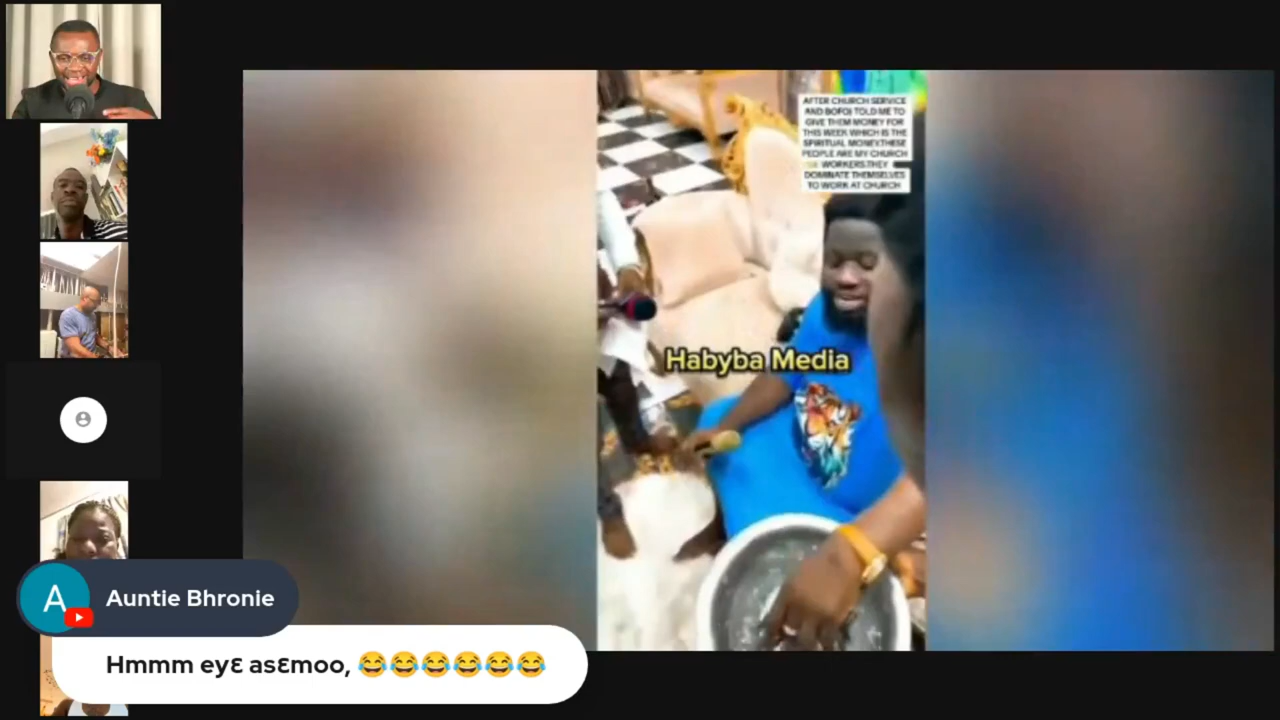 AFTER CHURCH SERVICE
AND BOFO) TOLD ME TO
GIVE THEM MONEY FOR
THIS WEEK WHICH IS THE
SPIRITUAL MONEY.THESE
PEOPLE ARE MY CHURCH
WORKERS.THEY
DOMINATE THEMSELVES
TO WORK AT CHURCH
Habyba Media
A
Auntie Bhronie
Hmmm eyɛ asɛmoo, 😂😂😂😂😂😂